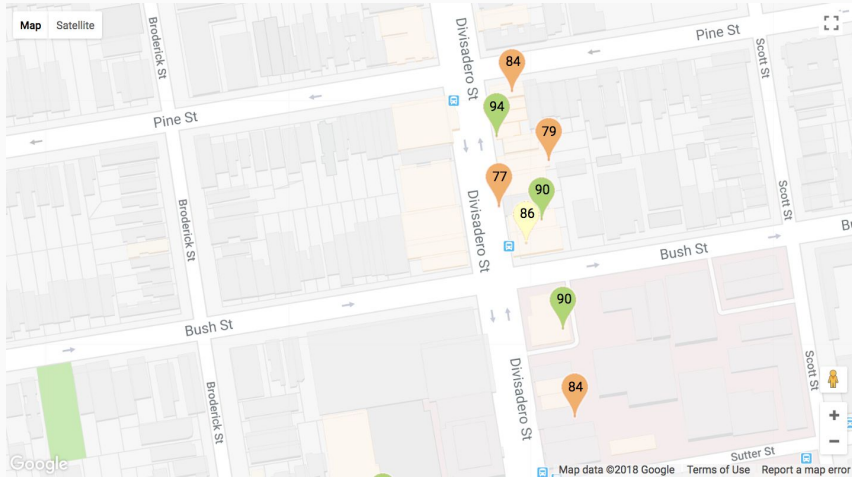 Map Satellite
Broderick St
Divisadero St
Pine St
Scott St
84
94
Pine St
79
77
90
86
Broderick St
Divisadero St
Scott St
Bush St
90
Bush St
Broderick St
Divisadero St
Scott St
84
Sutter St
Google
Map data ©2018 Google Terms of Use Report a map error